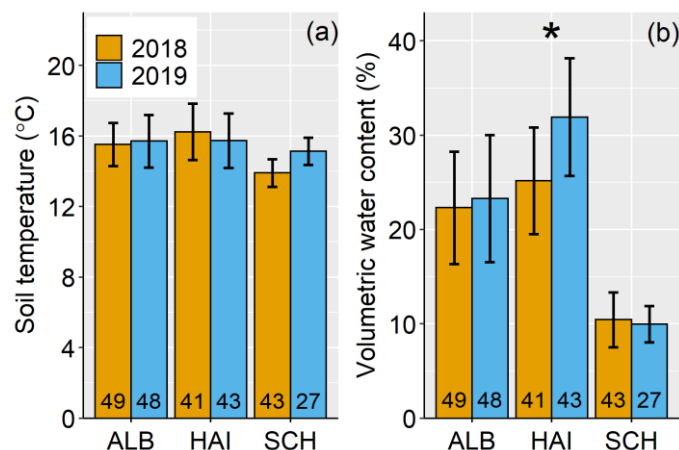 (a)
2018
2019
Soil temperature (°C)
20
16
12
8
4
0
49 48 41 43 43 27
ALB HAI SCH
(b)
*
Volumetric water content (%)
40
30
20
10
0
49 48 41 43 43 27
ALB HAI SCH